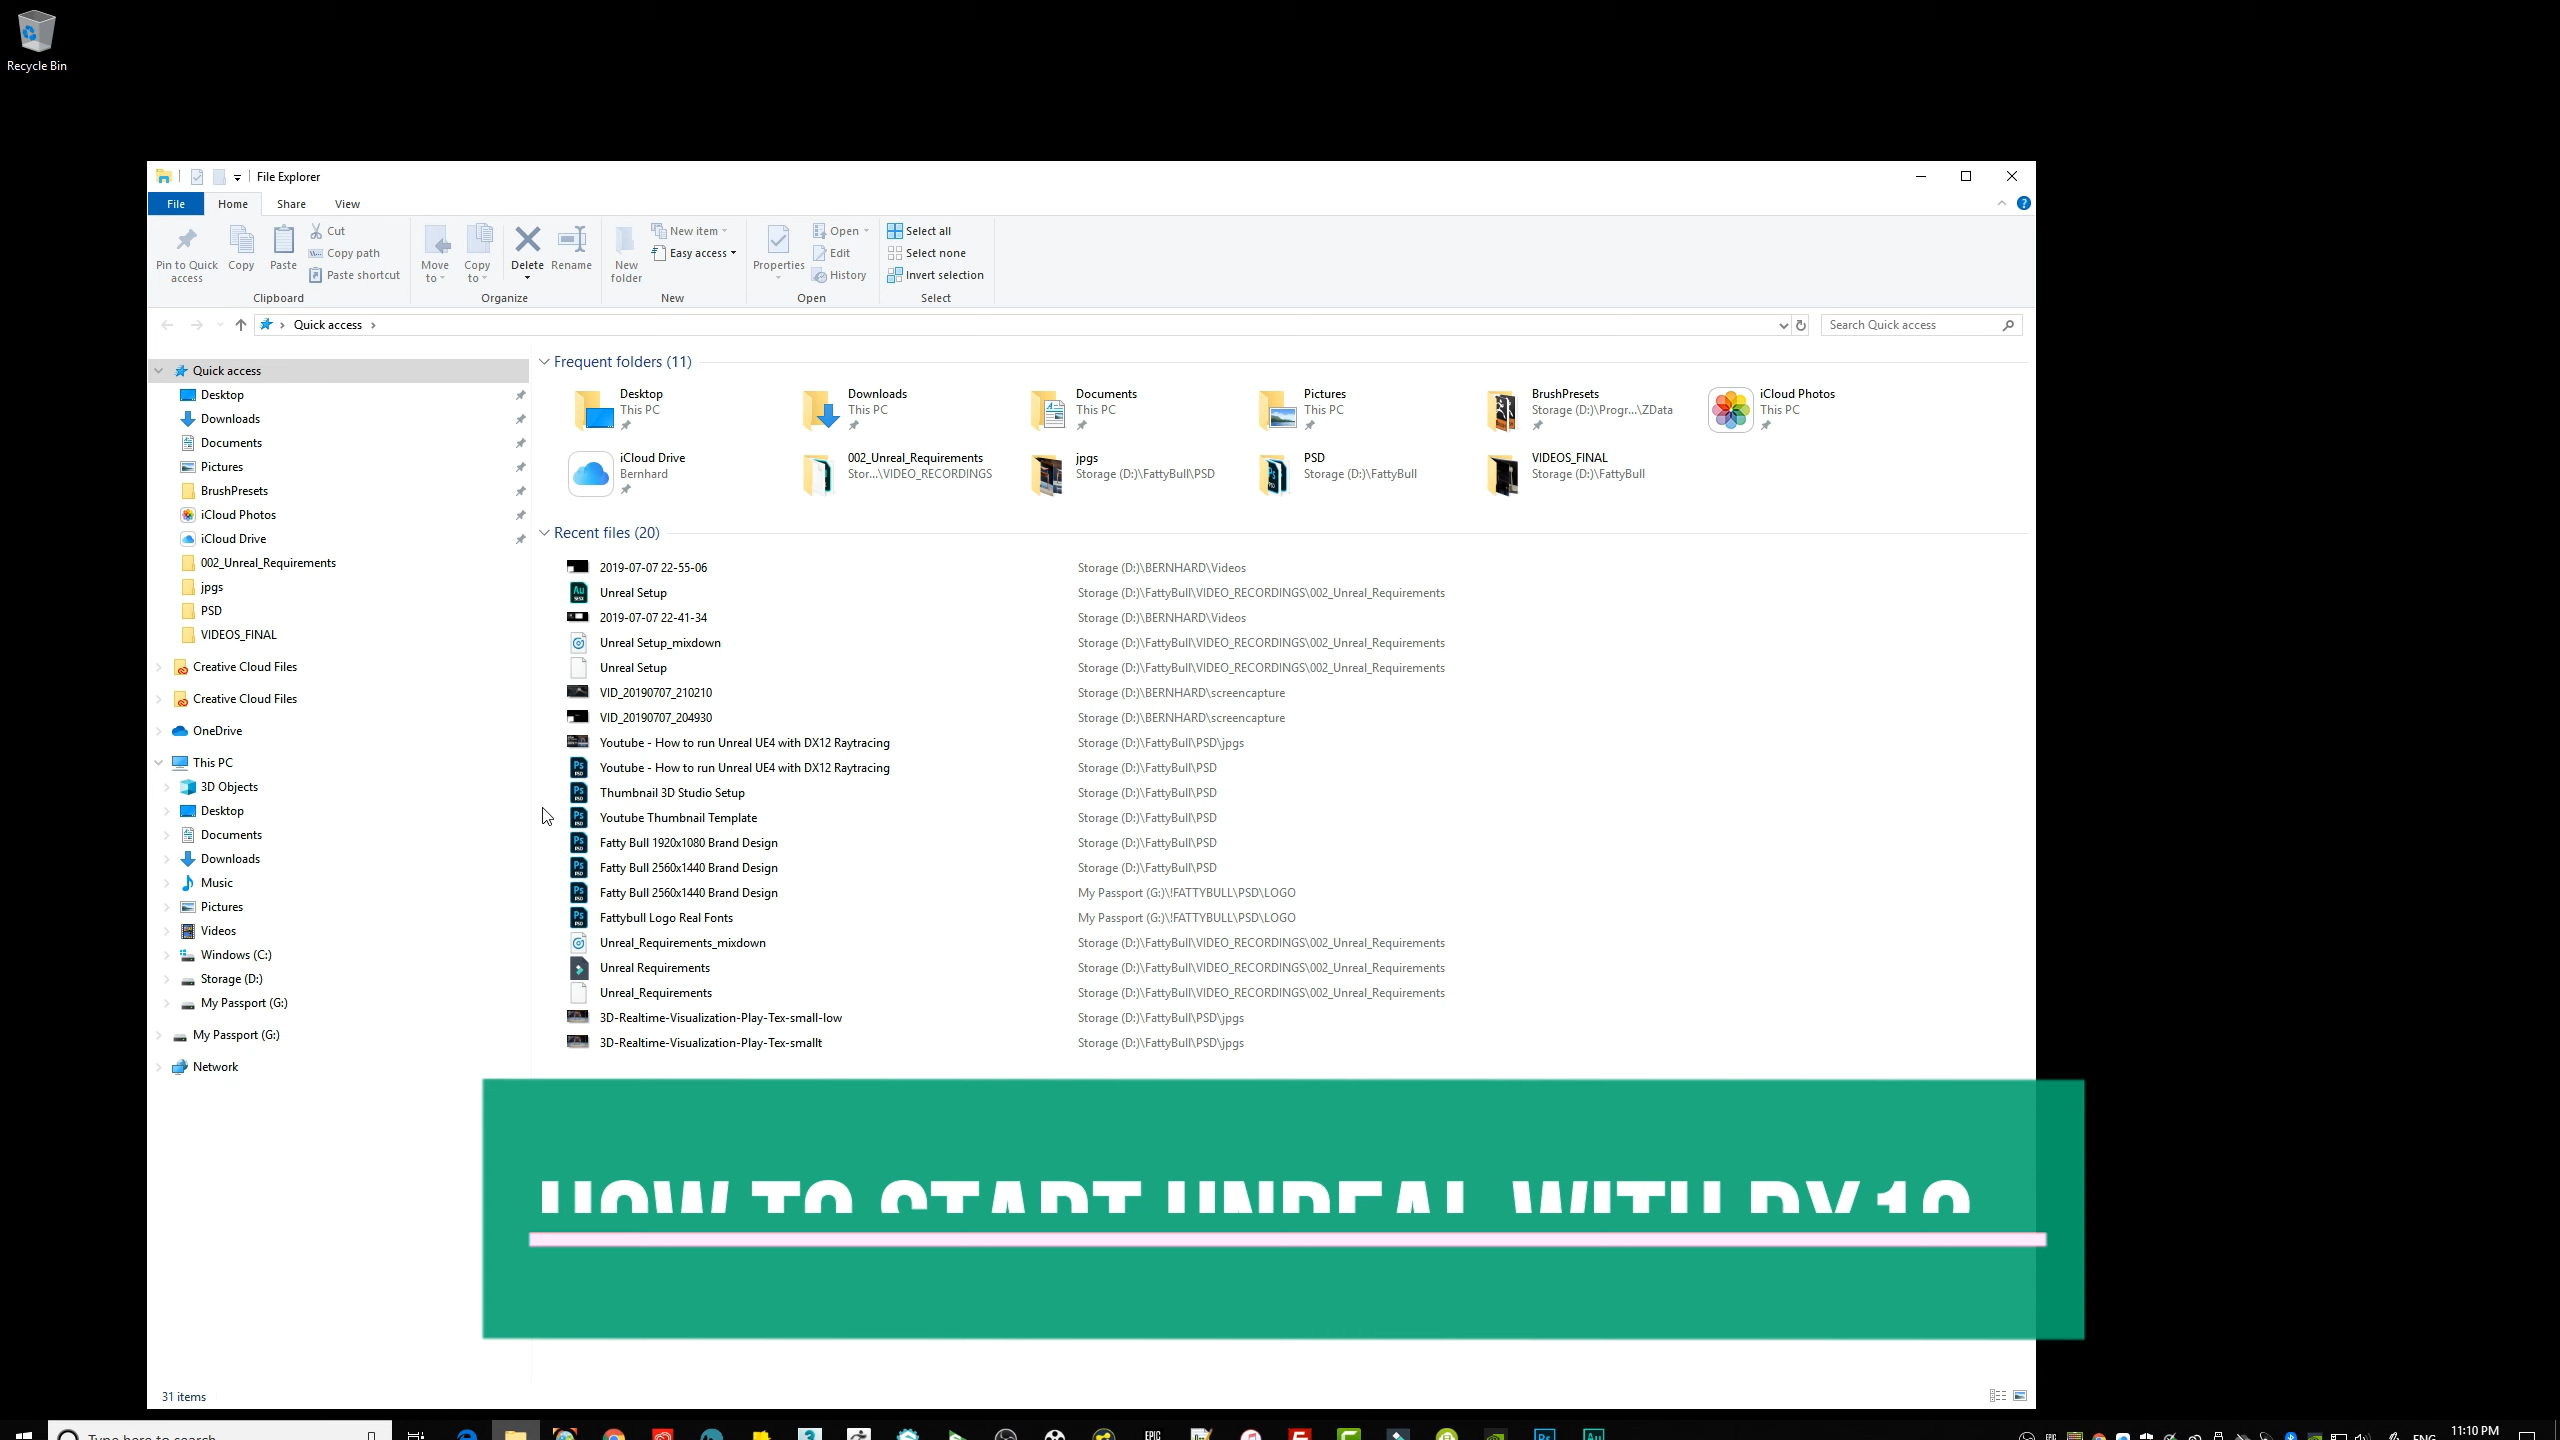 Recycle Bin
File Explorer
File Home Share View
Pin to Quick access
Copy
Paste
Cut
Copy path
Paste shortcut
Clipboard
Move to
Copy to
Delete
Rename
Organize
New folder
New item
Easy access
New
Properties
Open
Edit
History
Open
Select all
Select none
Invert selection
Select
Quick access
Search Quick access
Quick access
Desktop
Downloads
Documents
Pictures
BrushPresets
iCloud Photos
iCloud Drive
002_Unreal_Requirements
jpgs
PSD
VIDEOS_FINAL
Creative Cloud Files
Creative Cloud Files
OneDrive
This PC
3D Objects
Desktop
Documents
Downloads
Music
Pictures
Videos
Windows (C:)
Storage (D:)
My Passport (G:)
My Passport (G:)
Network
Frequent folders (11)
Desktop
This PC
Downloads
This PC
Documents
This PC
Pictures
This PC
BrushPresets
Storage (D:)\Progr...\ZData
iCloud Photos
This PC
iCloud Drive
Bernhard
002_Unreal_Requirements
Stor...\VIDEO_RECORDINGS
jpgs
Storage (D:)\FattyBull\PSD
PSD
Storage (D:)\FattyBull
VIDEOS_FINAL
Storage (D:)\FattyBull
Recent files (20)
2019-07-07 22-55-06 Storage (D:)\BERNHARD\Videos
Unreal Setup Storage (D:)\FattyBull\VIDEO_RECORDINGS\002_Unreal_Requirements
2019-07-07 22-41-34 Storage (D:)\BERNHARD\Videos
Unreal Setup_mixdown Storage (D:)\FattyBull\VIDEO_RECORDINGS\002_Unreal_Requirements
Unreal Setup Storage (D:)\FattyBull\VIDEO_RECORDINGS\002_Unreal_Requirements
VID_20190707_210210 Storage (D:)\BERNHARD\screencapture
VID_20190707_204930 Storage (D:)\BERNHARD\screencapture
Youtube - How to run Unreal UE4 with DX12 Raytracing Storage (D:)\FattyBull\PSD\jpgs
Youtube - How to run Unreal UE4 with DX12 Raytracing Storage (D:)\FattyBull\PSD
Thumbnail 3D Studio Setup Storage (D:)\FattyBull\PSD
Youtube Thumbnail Template Storage (D:)\FattyBull\PSD
Fatty Bull 1920x1080 Brand Design Storage (D:)\FattyBull\PSD
Fatty Bull 2560x1440 Brand Design Storage (D:)\FattyBull\PSD
Fatty Bull 2560x1440 Brand Design My Passport (G:)\!FATTYBULL\PSD\LOGO
Fattybull Logo Real Fonts My Passport (G:)\!FATTYBULL\PSD\LOGO
Unreal_Requirements_mixdown Storage (D:)\FattyBull\VIDEO_RECORDINGS\002_Unreal_Requirements
Unreal Requirements Storage (D:)\FattyBull\VIDEO_RECORDINGS\002_Unreal_Requirements
Unreal_Requirements Storage (D:)\FattyBull\VIDEO_RECORDINGS\002_Unreal_Requirements
3D-Realtime-Visualization-Play-Tex-small-low Storage (D:)\FattyBull\PSD\jpgs
3D-Realtime-Visualization-Play-Tex-smallt Storage (D:)\FattyBull\PSD\jpgs
HOW TO START UNREAL WITH DX12
31 items
Type here to search
ENG
11:10 PM